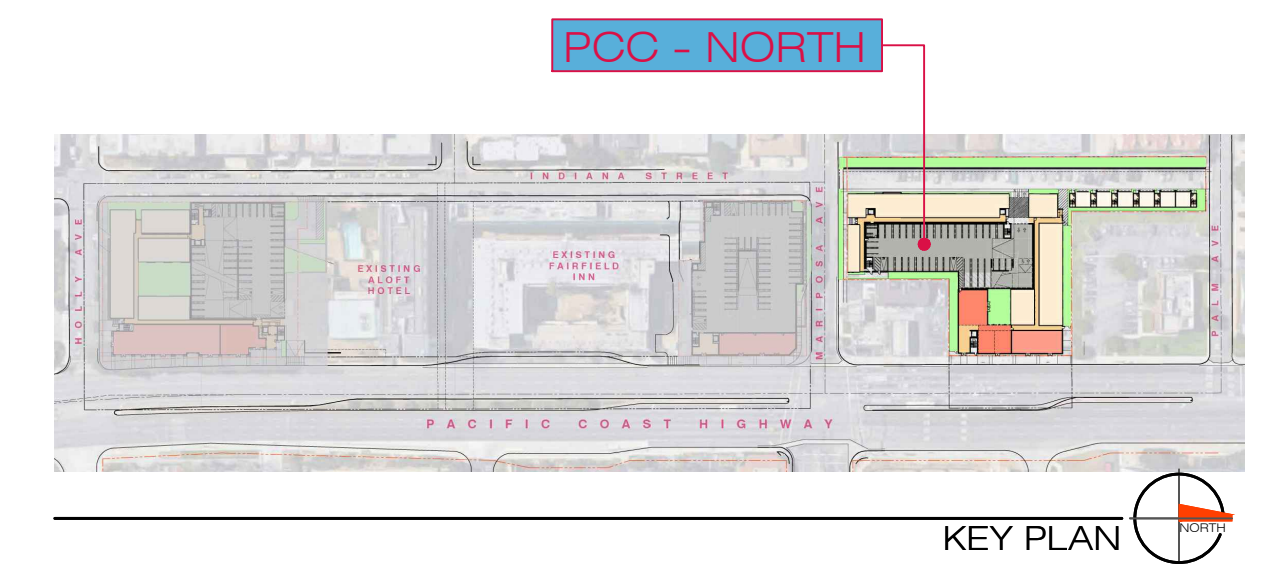 PCC - NORTH
INDIANA STREET
HOLLY AVE
EXISTING
ALOFT
HOTEL
EXISTING
FAIRFIELD
INN
MARIPOSA AVE
PALM AVE
PACIFIC COAST HIGHWAY
KEY PLAN
NORTH